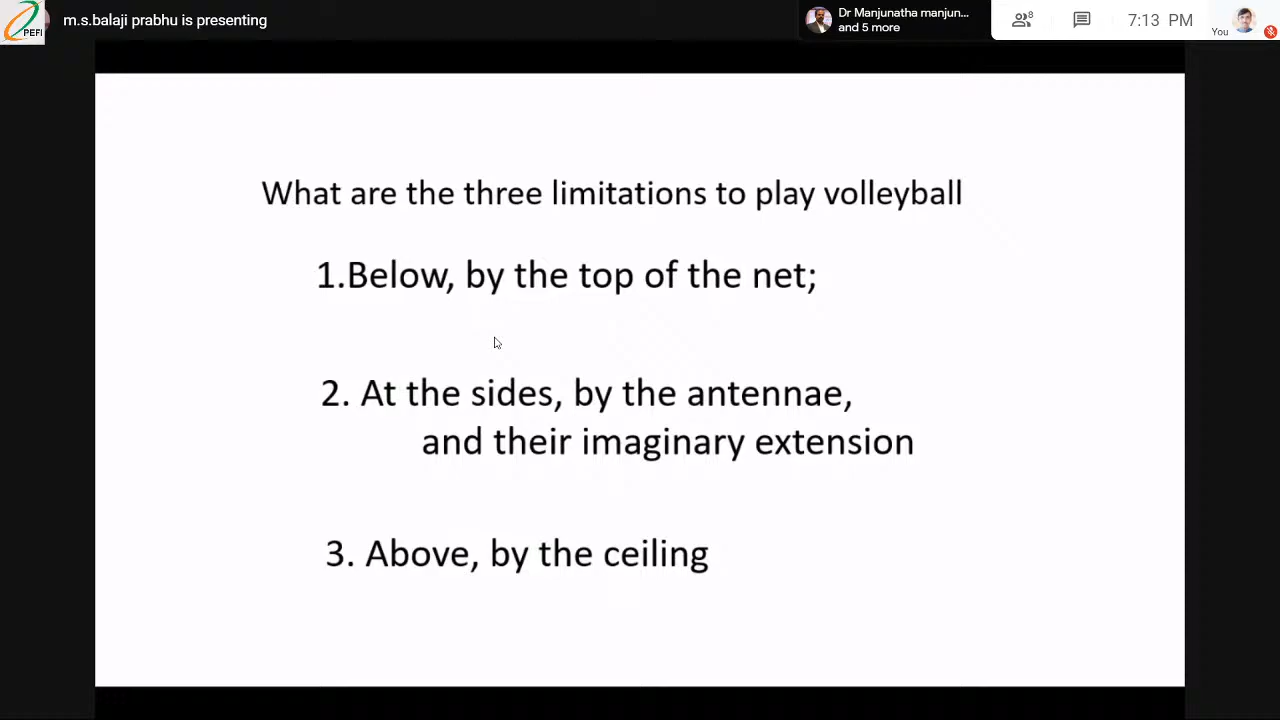 PEFI
m.s.balaji prabhu is presenting
Dr Manjunatha manjun...
and 5 more
8
7:13 PM
You
What are the three limitations to play volleyball
1.Below, by the top of the net;
2. At the sides, by the antennae,
and their imaginary extension
3. Above, by the ceiling